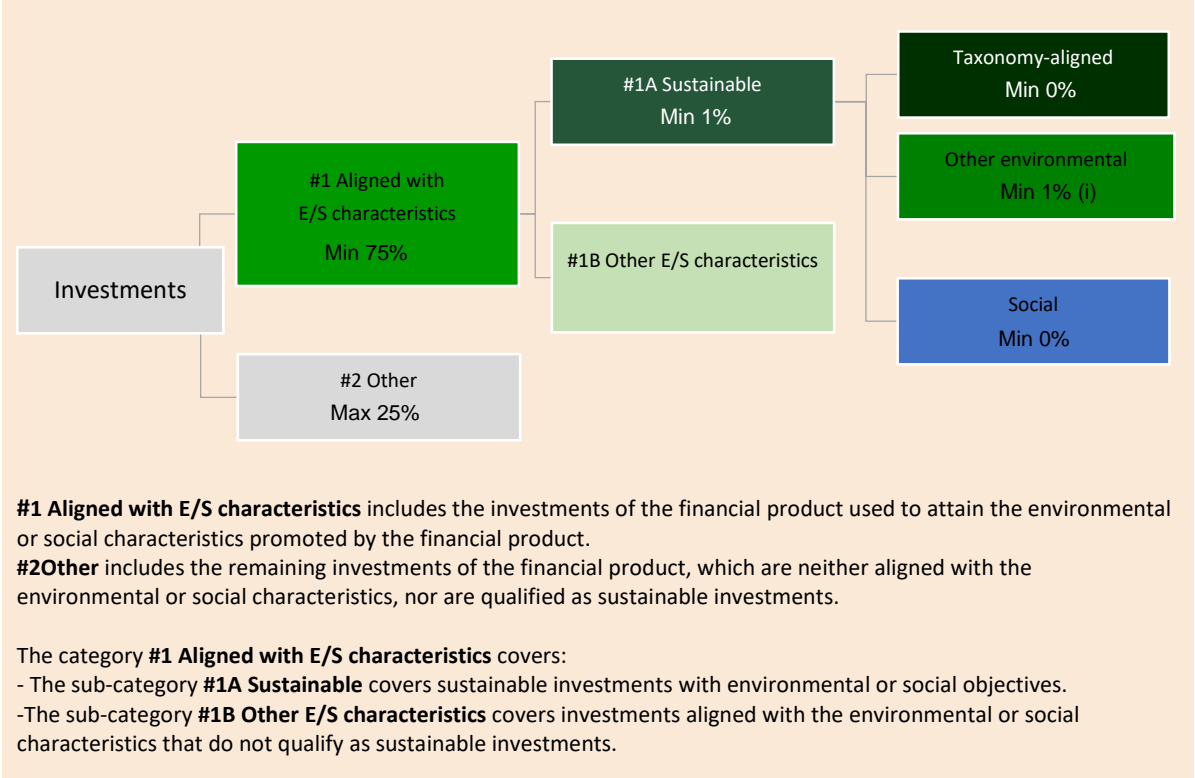 Investments
#1 Aligned with
E/S characteristics
Min 75%
#2 Other
Max 25%
#1A Sustainable
Min 1%
#1B Other E/S characteristics
Taxonomy-aligned
Min 0%
Other environmental
Min 1% (i)
Social
Min 0%
#1 Aligned with E/S characteristics includes the investments of the financial product used to attain the environmental
or social characteristics promoted by the financial product.
#2Other includes the remaining investments of the financial product, which are neither aligned with the
environmental or social characteristics, nor are qualified as sustainable investments.
The category #1 Aligned with E/S characteristics covers:
- The sub-category #1A Sustainable covers sustainable investments with environmental or social objectives.
-The sub-category #1B Other E/S characteristics covers investments aligned with the environmental or social
characteristics that do not qualify as sustainable investments.